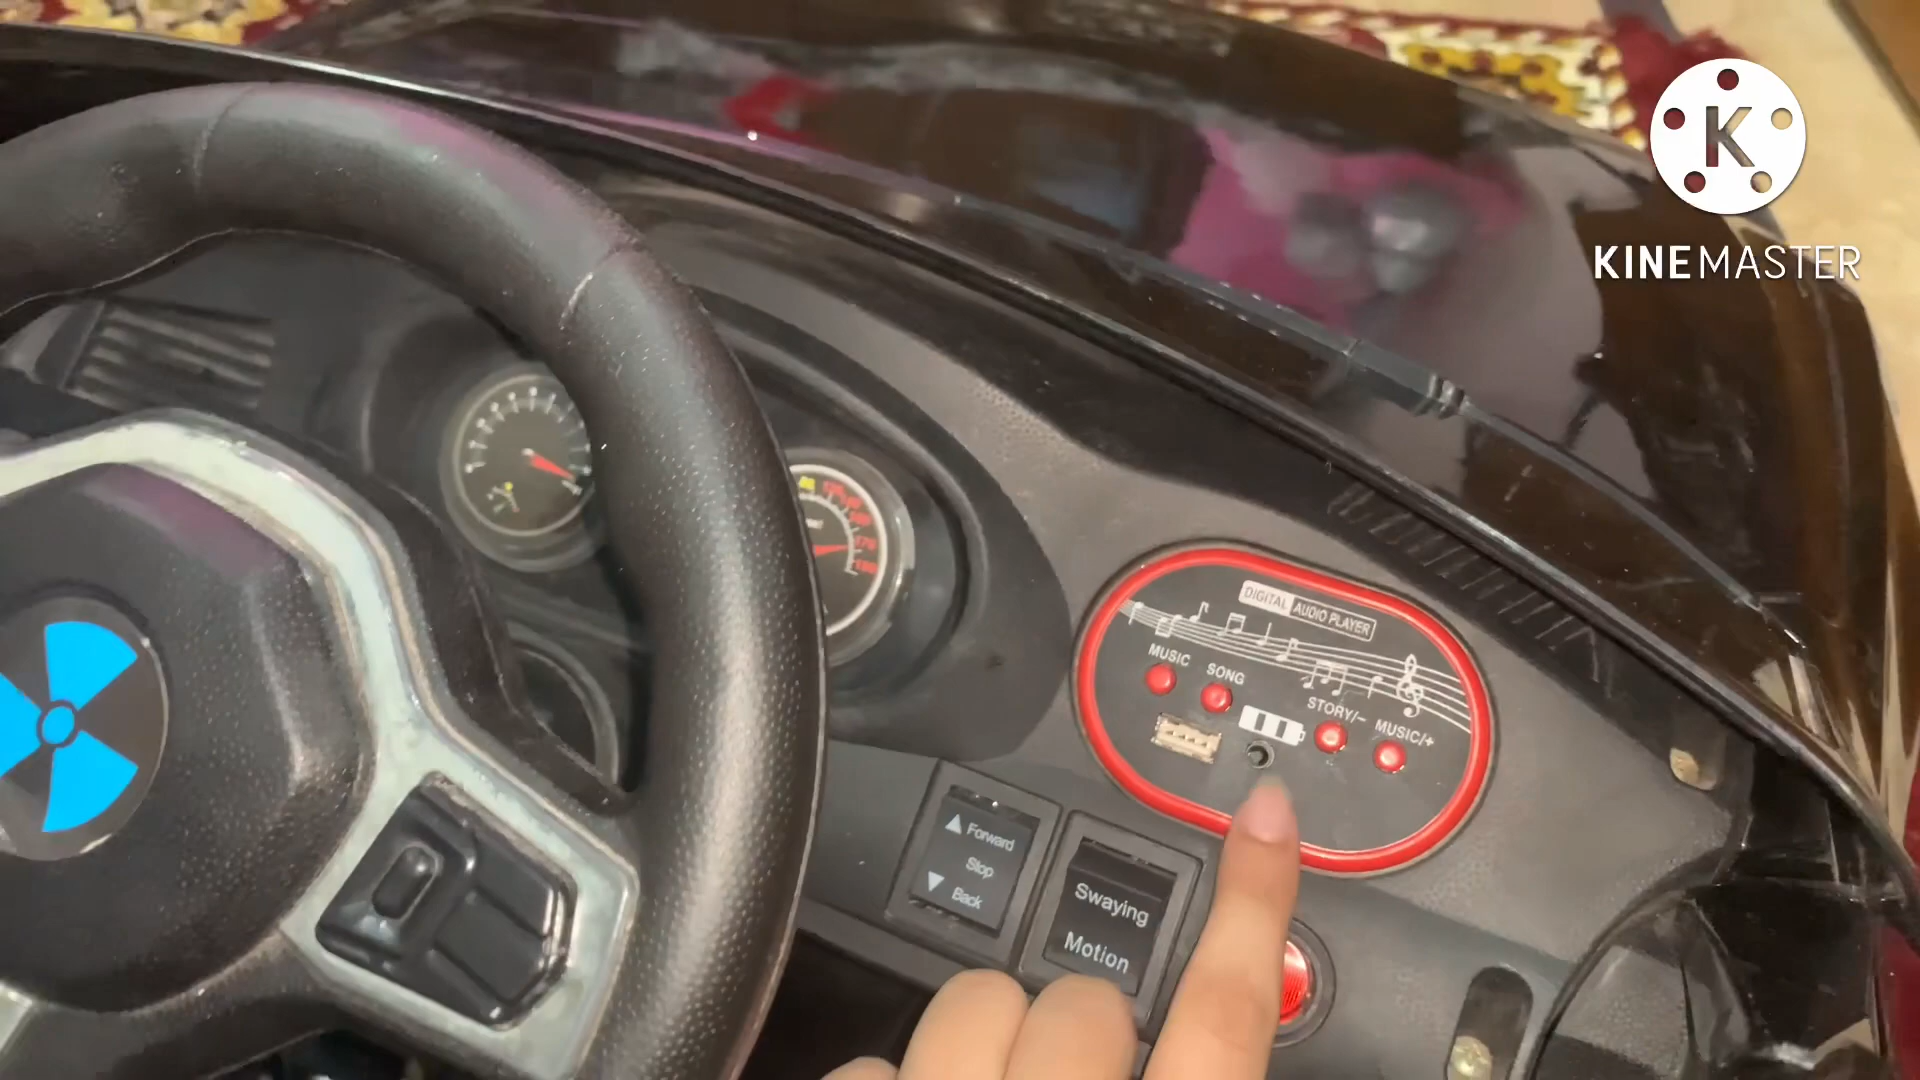 K
KINEMASTER
DIGITAL AUDIO PLAYER
MUSIC
SONG
STORY/-
MUSIC/+
Forward
Stop
Back
Swaying
Motion